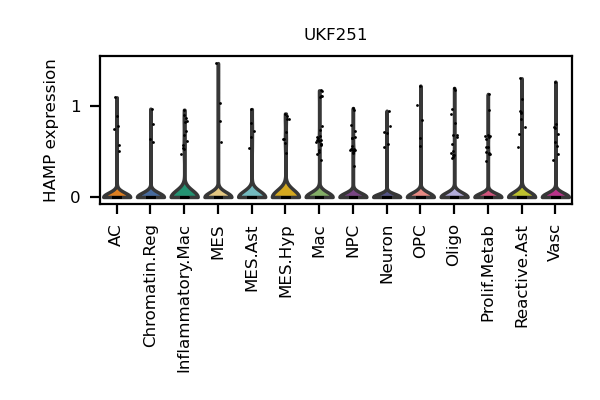 UKF251
HAMP expression
1
0
AC
Chromatin.Reg
Inflammatory.Mac
MES
MES.Ast
MES.Hyp
Mac
NPC
Neuron
OPC
Oligo
Prolif.Metab
Reactive.Ast
Vasc